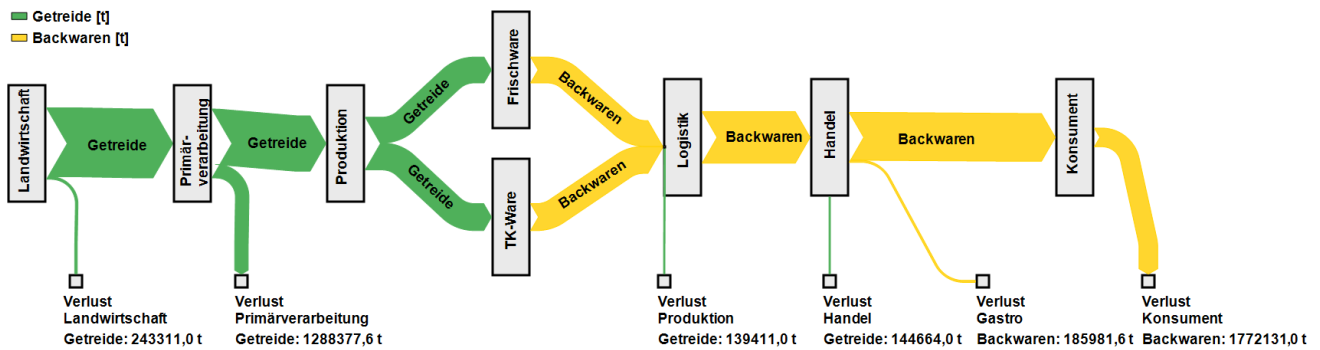 Getreide [t]
Backwaren [t]
Landwirtschaft
Getreide
Primär-
verarbeitung
Getreide
Produktion
Getreide
Getreide
Frischware
TK-Ware
Backwaren
Backwaren
Logistik
Backwaren
Handel
Backwaren
Konsument
Verlust
Landwirtschaft
Getreide: 243311,0 t
Verlust
Primärverarbeitung
Getreide: 1288377,6 t
Verlust
Produktion
Getreide: 139411,0 t
Verlust
Handel
Getreide: 144664,0 t
Verlust
Gastro
Backwaren: 185981,6 t
Verlust
Konsument
Backwaren: 1772131,0 t